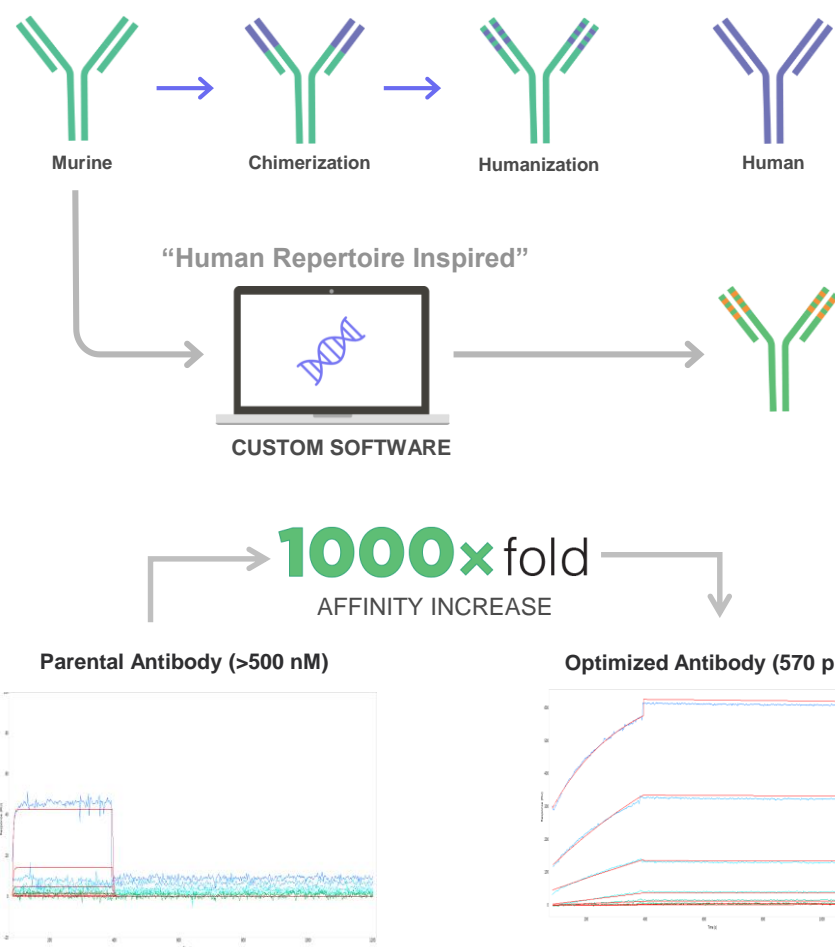 Murine
Chimerization
Humanization
Human
“Human Repertoire Inspired”
CUSTOM SOFTWARE
1000× fold
AFFINITY INCREASE
Parental Antibody (>500 nM)
Optimized Antibody (570 p